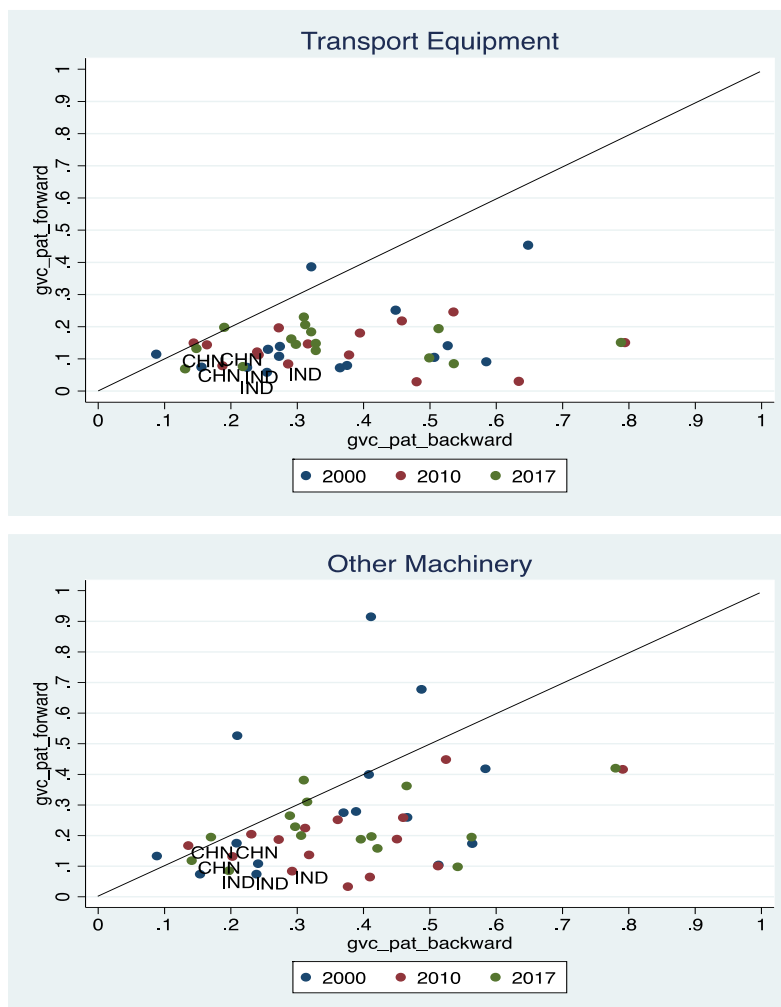 Transport Equipment
gvc_pat_forward
1
.9
.8
.7
.6
.5
.4
.3
.2
.1
0
CHN CHN
CHN IND IND
IND
0 .1 .2 .3 .4 .5 .6 .7 .8 .9 1
gvc_pat_backward
2000 2010 2017
Other Machinery
gvc_pat_forward
1
.9
.8
.7
.6
.5
.4
.3
.2
.1
0
CHN CHN
CHN
IND IND IND
0 .1 .2 .3 .4 .5 .6 .7 .8 .9 1
gvc_pat_backward
2000 2010 2017